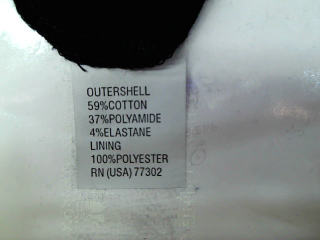 OUTERSHELL
59%COTTON
37%POLYAMIDE
4%ELASTANE
LINING
100%POLYESTER
RN (USA) 77302